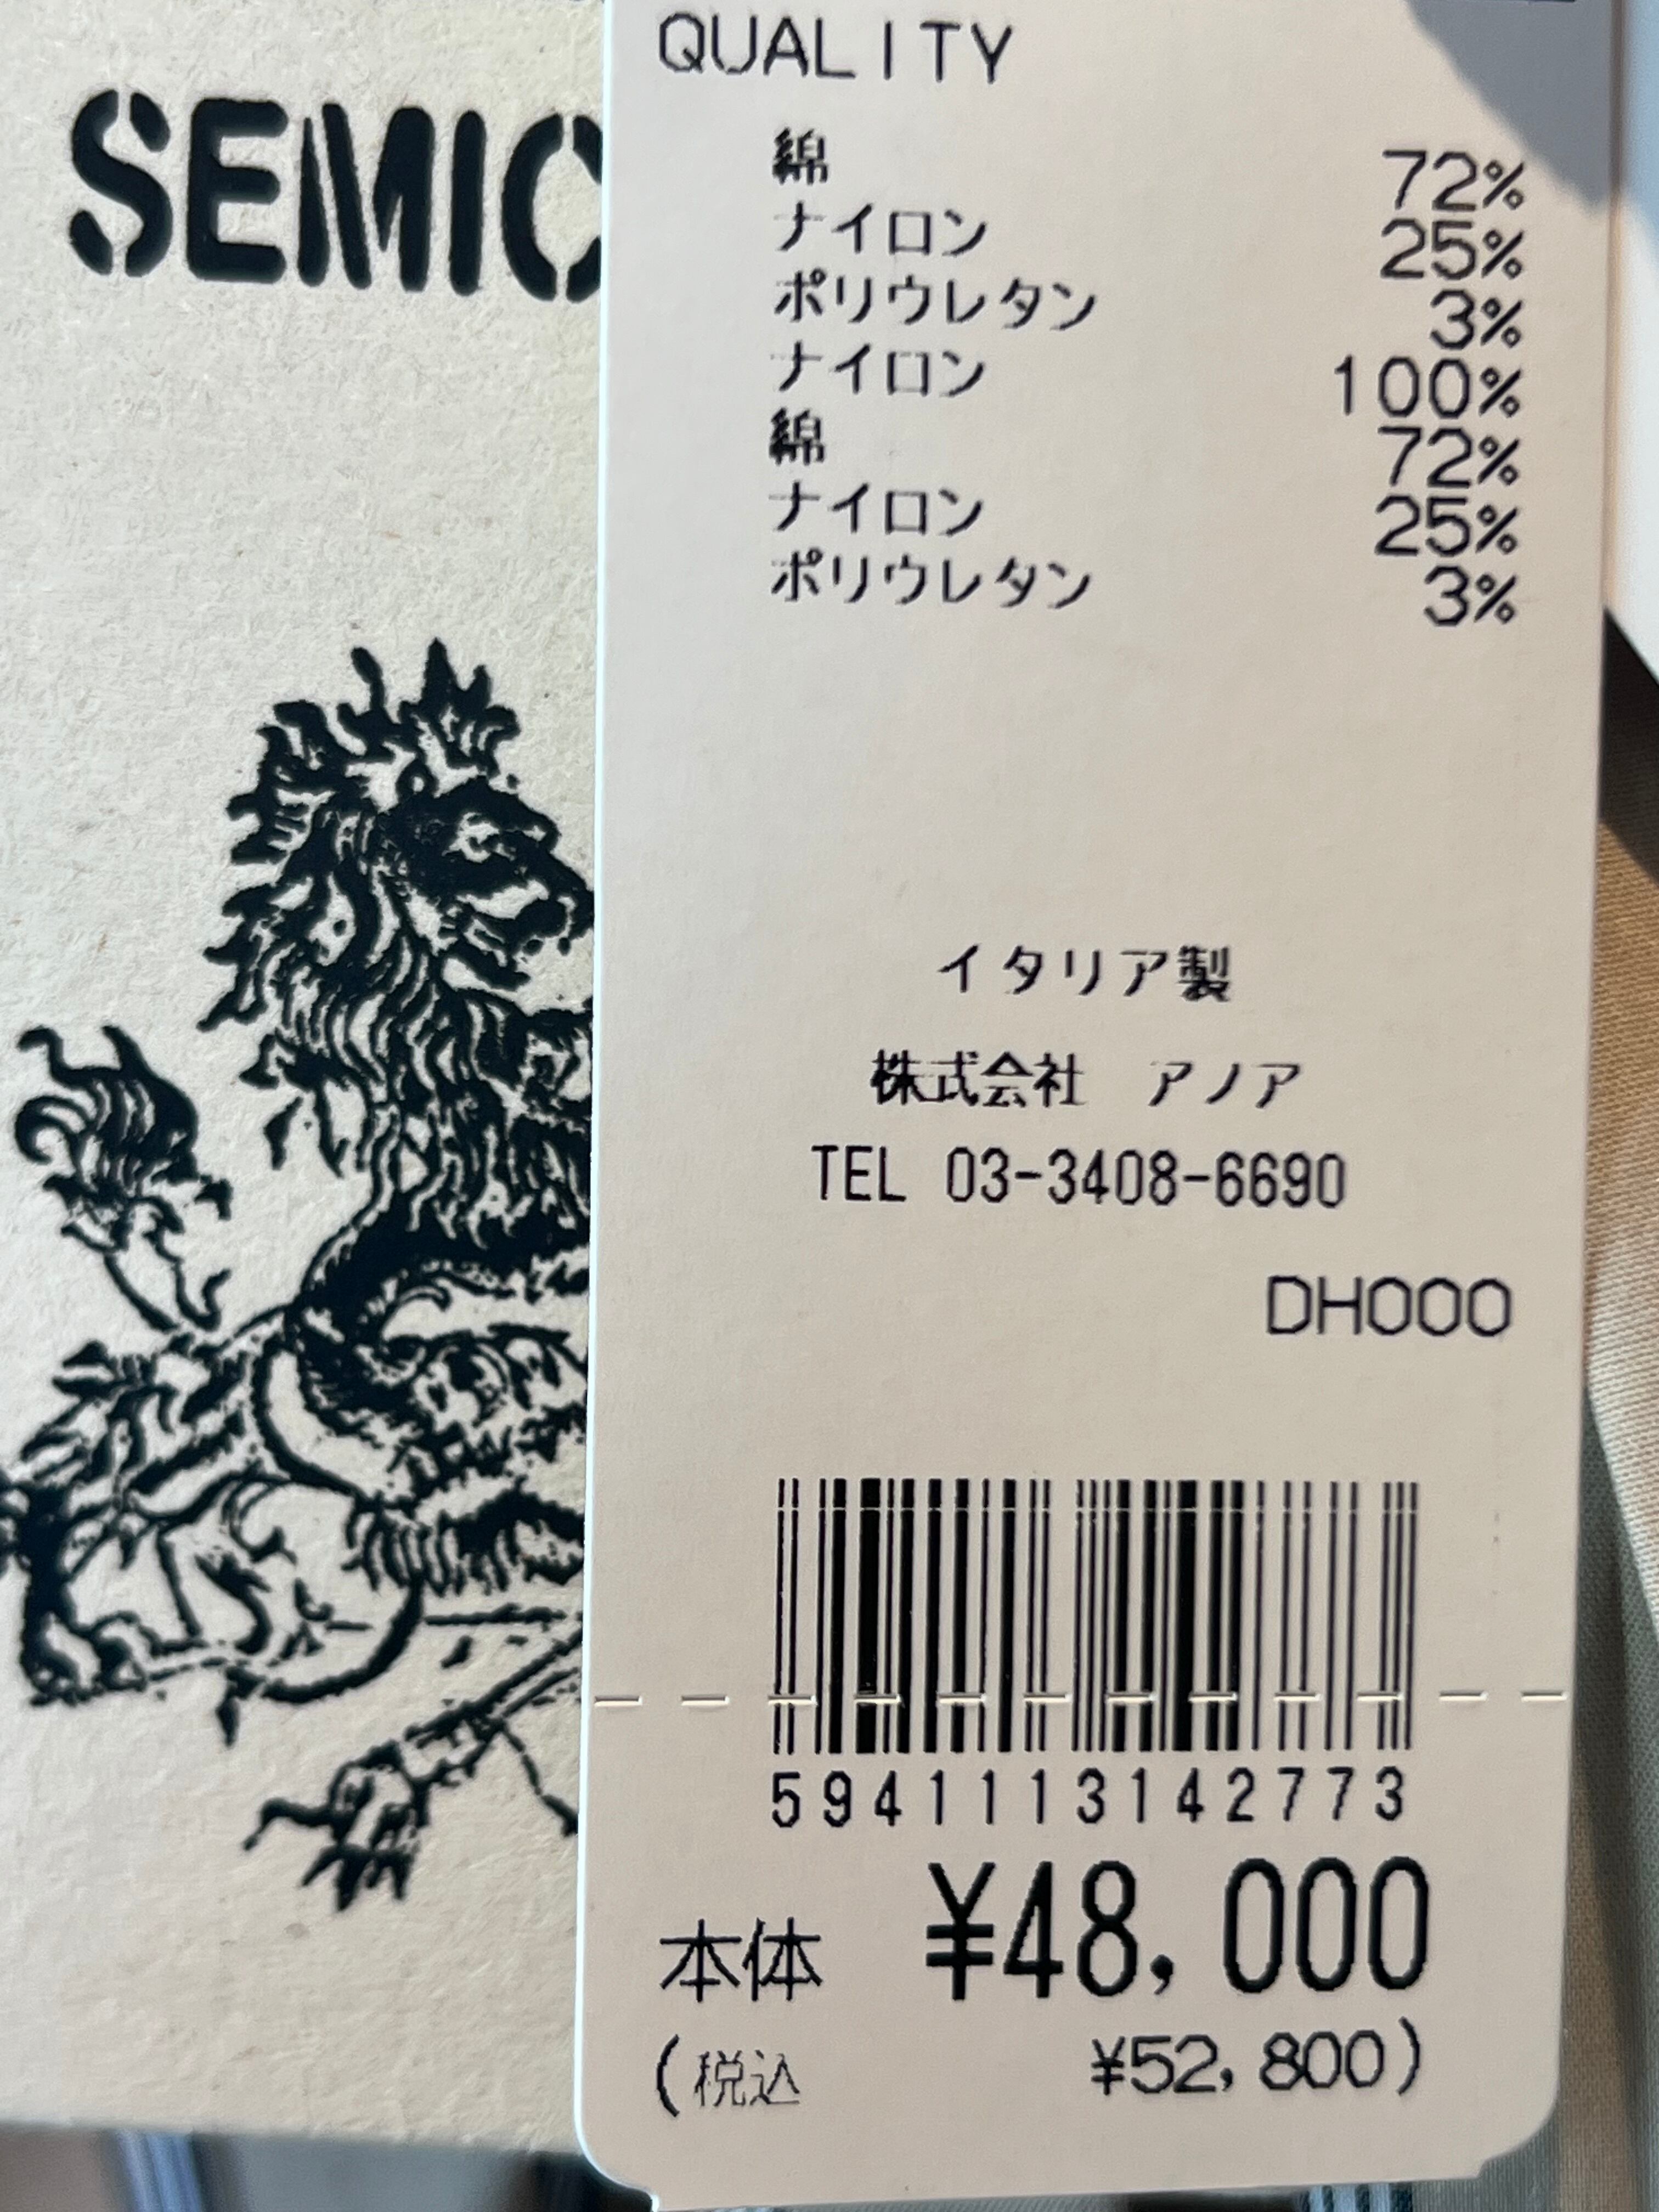 SEMIC
QUALITY
綿 72%
ナイロン 25%
ポリウレタン 3%
ナイロン 100%
綿 72%
ナイロン 25%
ポリウレタン 3%
イタリア製
株式会社 アノア
TEL 03-3408-6690
DH000
5941113142773
本体 ¥48,000
(税込 ¥52,800)